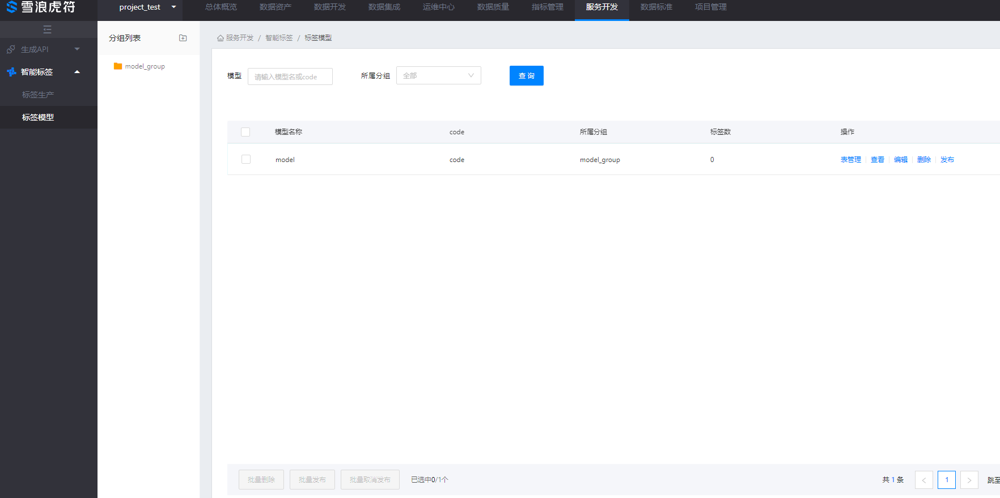 雪浪虎符
project_test
总体概览 数据资产 数据开发 数据集成 运维中心 数据质量 指标管理 服务开发 数据标准 项目管理
生成API
智能标签
标签生产
标签模型
分组列表
model_group
服务开发 / 智能标签 / 标签模型
模型 请输入模型名或code 所属分组 全部 查 询
模型名称 code 所属分组 标签数 操作
model code model_group 0 表管理 查看 编辑 删除 发布
批量删除 批量发布 批量取消发布 已选中0/1个 共 1 条 < 1 > 跳至